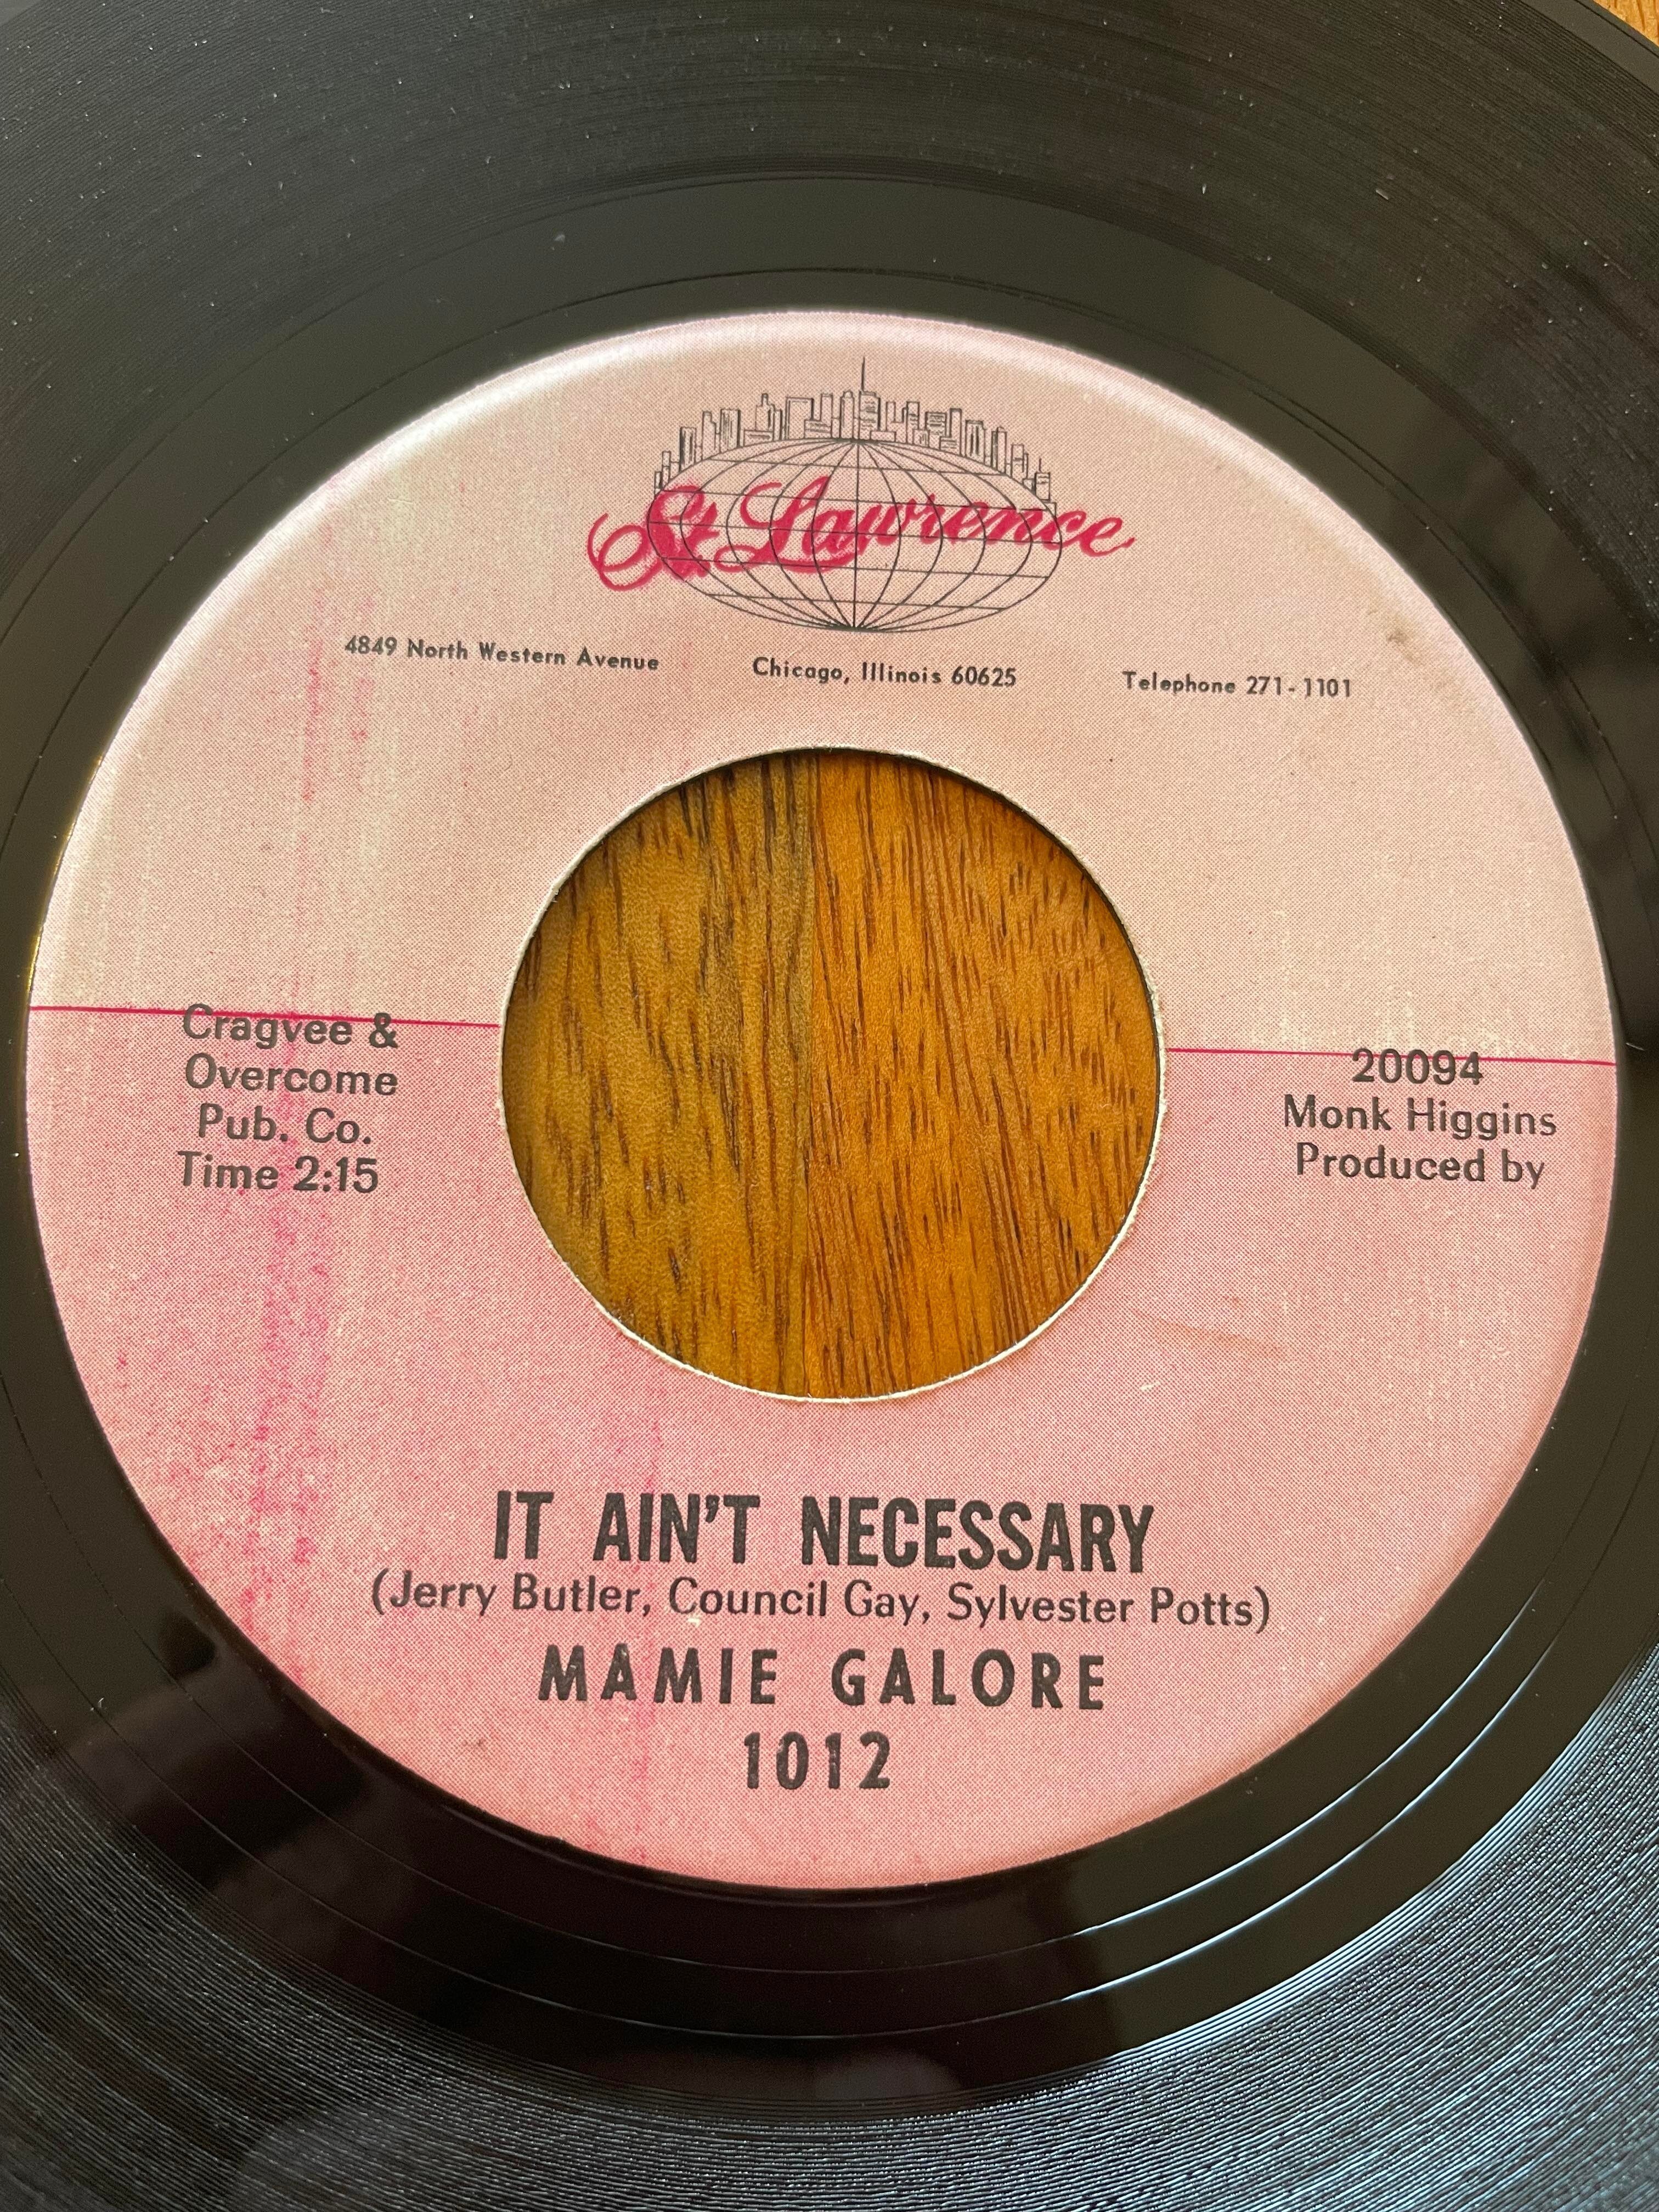 St. Lawrence
4849 North Western Avenue Chicago, Illinois 60625 Telephone 271-1101
Cragvee &
Overcome
Pub. Co.
Time 2:15
20094
Monk Higgins
Produced by
IT AIN'T NECESSARY
(Jerry Butler, Council Gay, Sylvester Potts)
MAMIE GALORE
1012